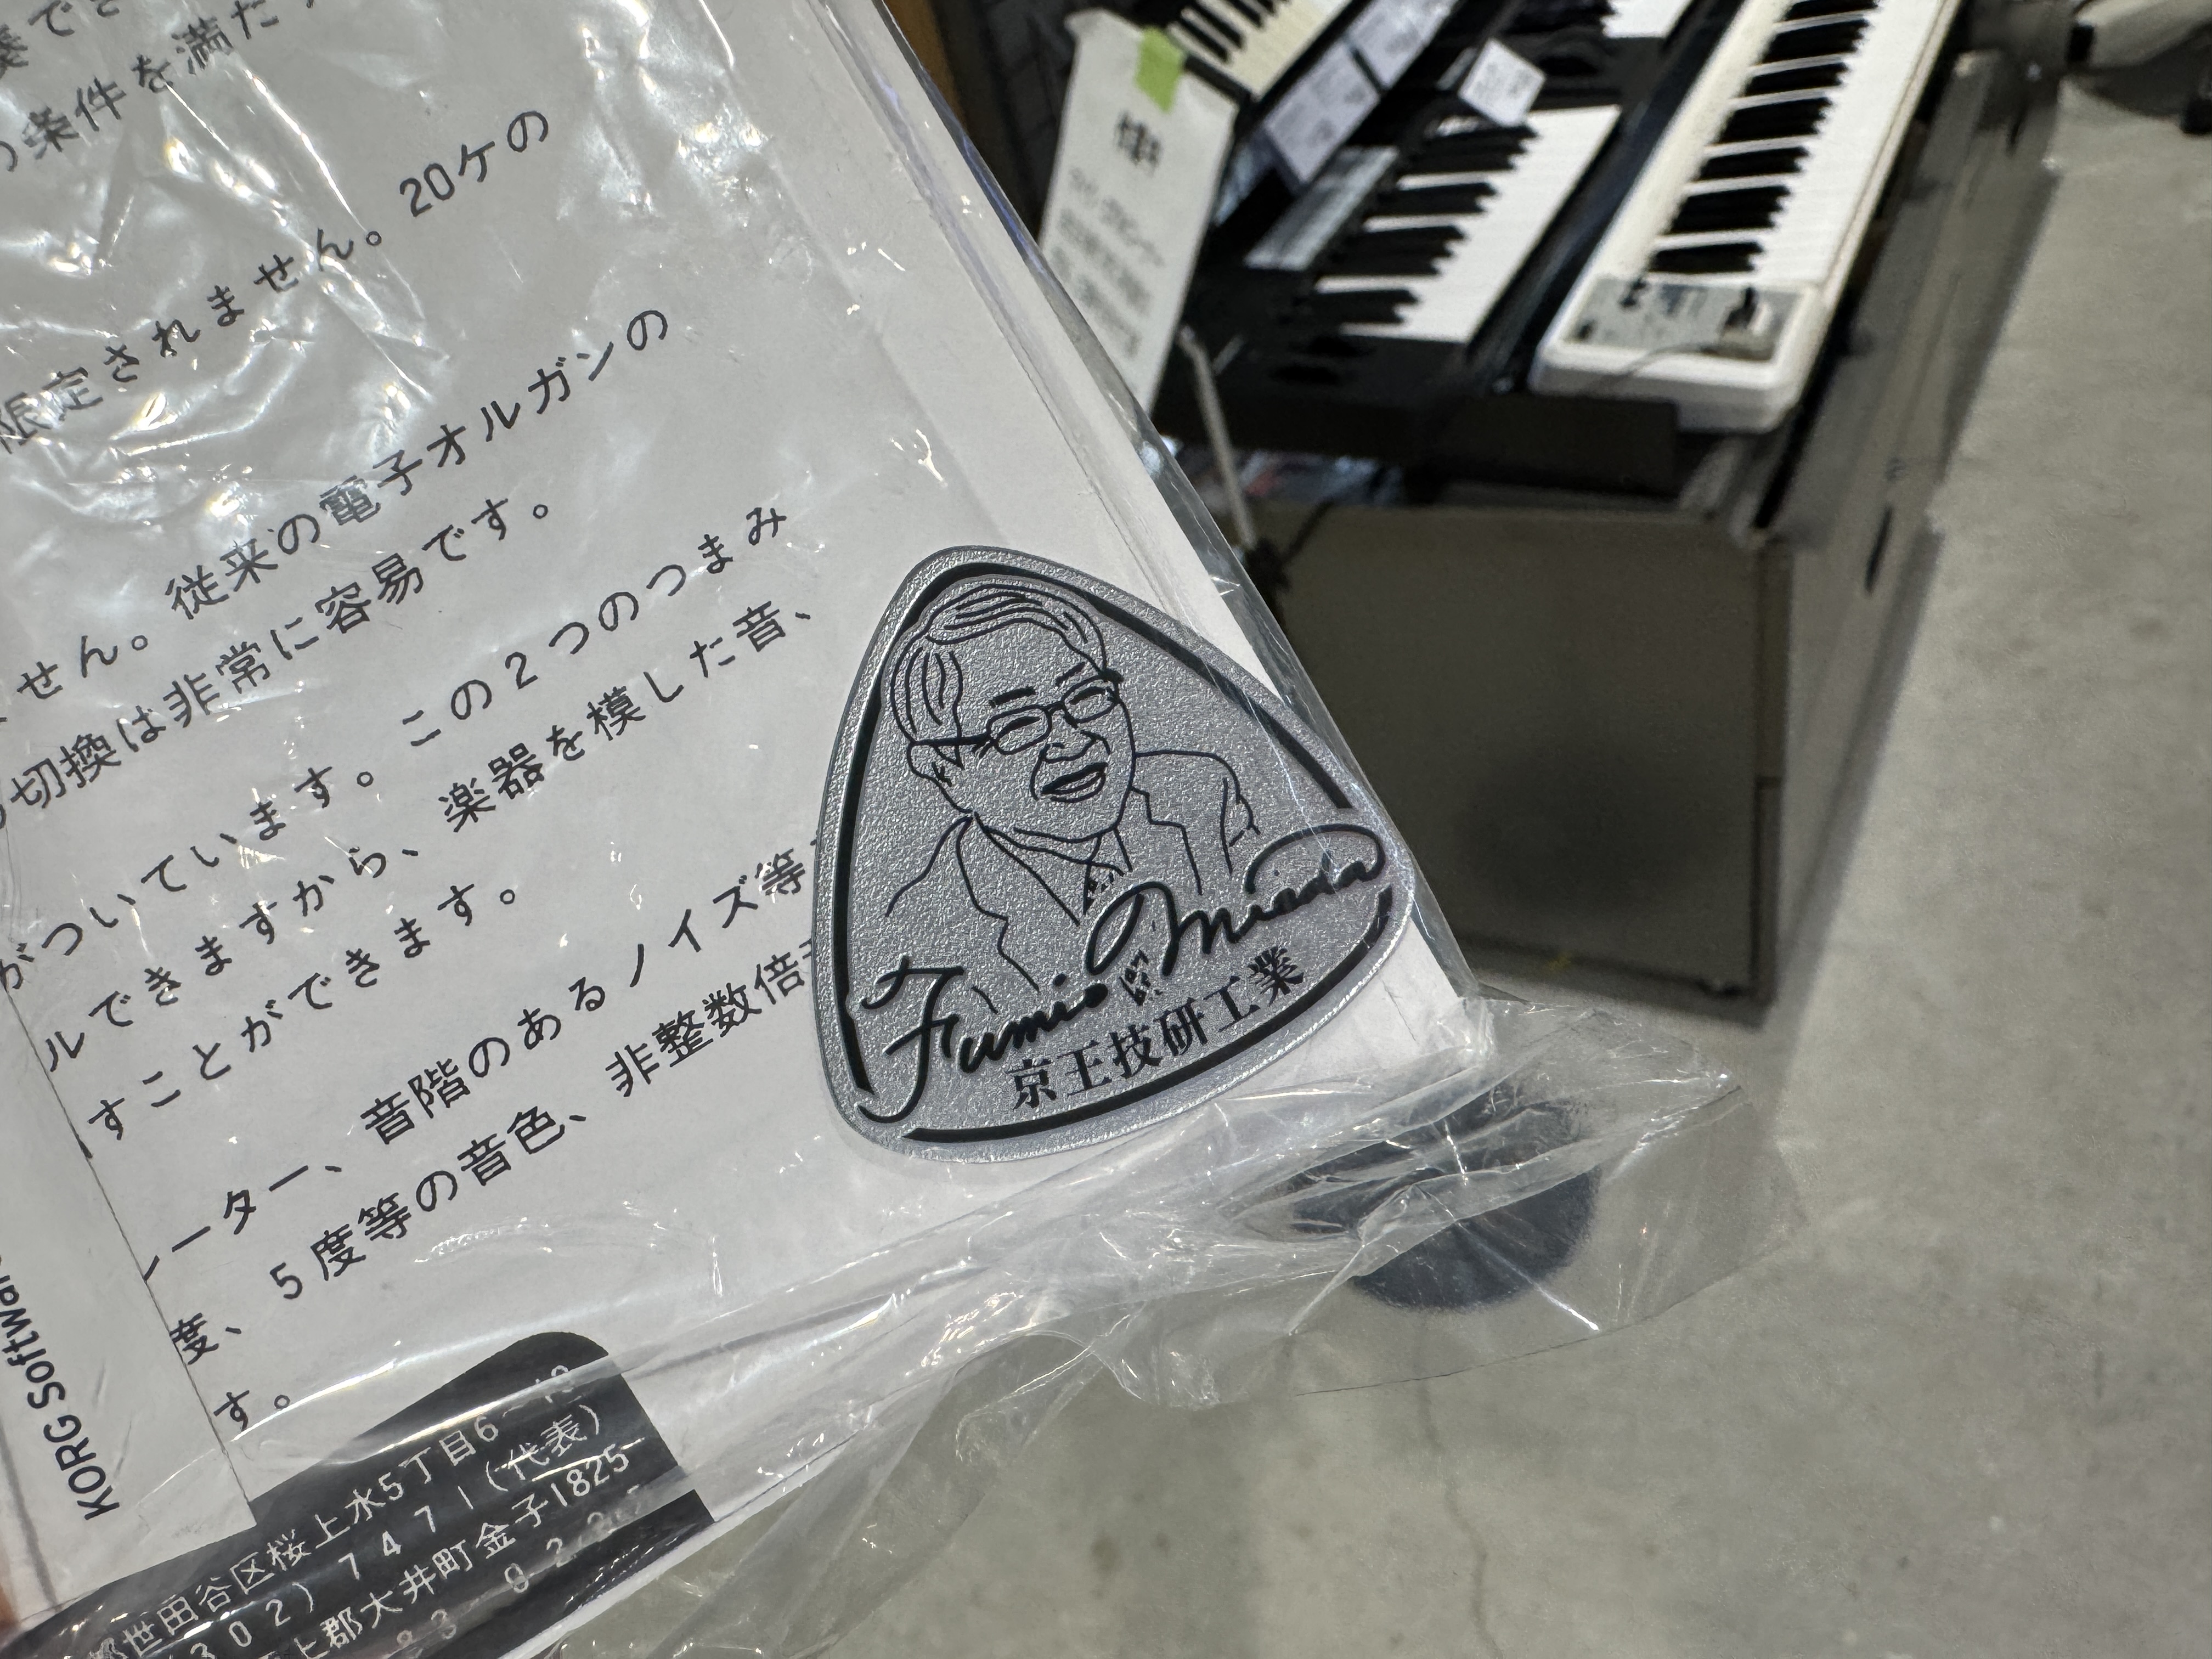 の条件を満た
限定されません。20ケの
せん。従来の電子オルガンの
切換は非常に容易です。
がついています。この2つのつまみ
ルできますから、楽器を模した音、
すことができます。
ーター、音階のあるノイズ等
度、5度等の音色、非整数倍
す。
KORG Softwar
世田谷区桜上水5丁目6-
302)7471(代表)
上郡大井町金子1825-
Fumio Mieda
京王技研工業